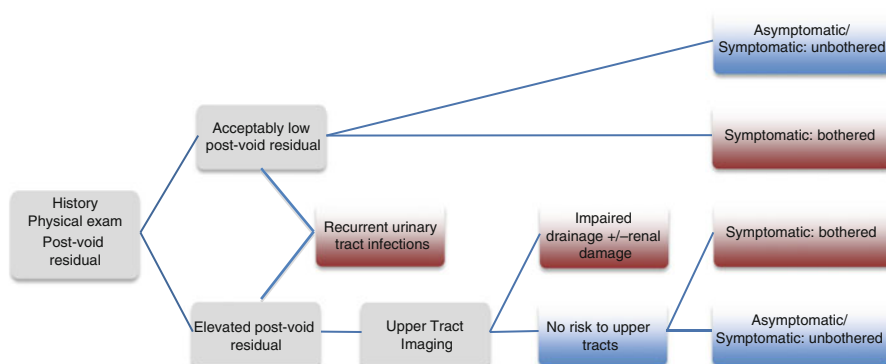 Asymptomatic/
Symptomatic: unbothered
Acceptably low
post-void residual
Symptomatic: bothered
History
Physical exam
Post-void
residual
Recurrent urinary
tract infections
Impaired
drainage +/–renal
damage
Symptomatic: bothered
Elevated post-void
residual
Upper Tract
Imaging
No risk to upper
tracts
Asymptomatic/
Symptomatic: unbothered